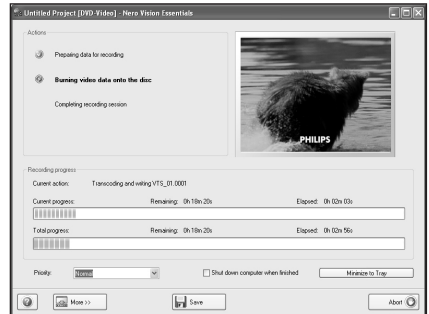 Untitled Project [DVD-Video] - Nero Vision Essentials
Actions
Preparing data for recording
Burning video data onto the disc
Completing recording session
PHILIPS
Recording progress
Current action: Transcoding and writing VTS_01.0001
Current progress: Remaining: 0h 18m 20s Elapsed: 0h 02m 03s
Total progress: Remaining: 0h 18m 20s Elapsed: 0h 02m 56s
Priority: Normal Shut down computer when finished Minimize to Tray
More >> Save Abort